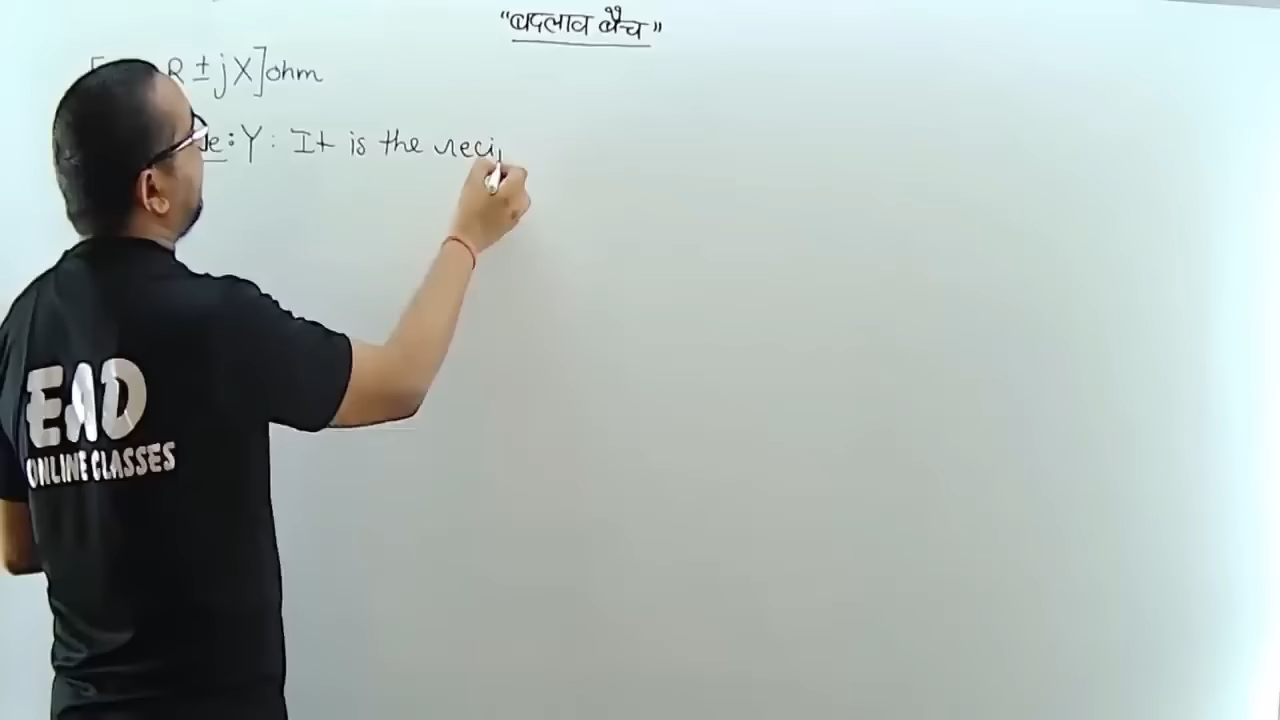 "बदलाव बैच"
R ± jX] ohm
: Y : It is the reci
EAD
ONLINE CLASSES